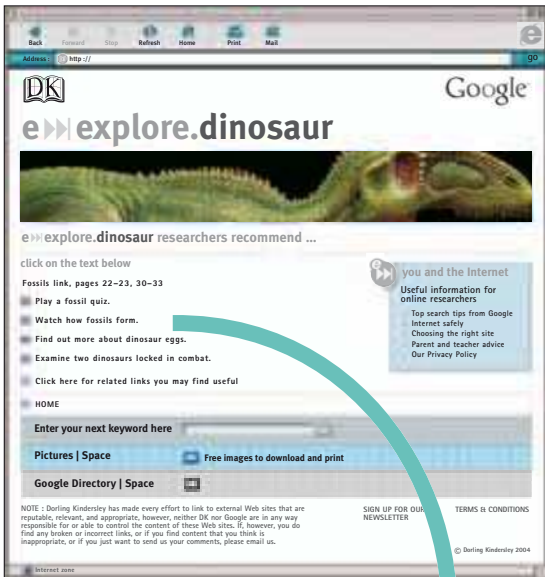 Back Forward Stop Refresh Home Print Mail
Address : http :// go
DK Google
e explore.dinosaur
e explore.dinosaur researchers recommend ...
click on the text below
Fossils link, pages 22–23, 30–33
Play a fossil quiz.
Watch how fossils form.
Find out more about dinosaur eggs.
Examine two dinosaurs locked in combat.
Click here for related links you may find useful
HOME
e you and the Internet
Useful information for
online researchers
Top search tips from Google
Internet safely
Choosing the right site
Parent and teacher advice
Our Privacy Policy
Enter your next keyword here
Pictures | Space Free images to download and print
Google Directory | Space
NOTE : Dorling Kindersley has made every effort to link to external Web sites that are
reputable, relevant, and appropriate, however, neither DK nor Google are in any way
responsible for or able to control the content of these Web sites. If, however, you do
find any broken or incorrect links, or if you find content that you think is
inappropriate, or if you just want to send us your comments, please email us.
SIGN UP FOR OUR
NEWSLETTER
TERMS & CONDITIONS
© Dorling Kindersley 2004
Internet zone